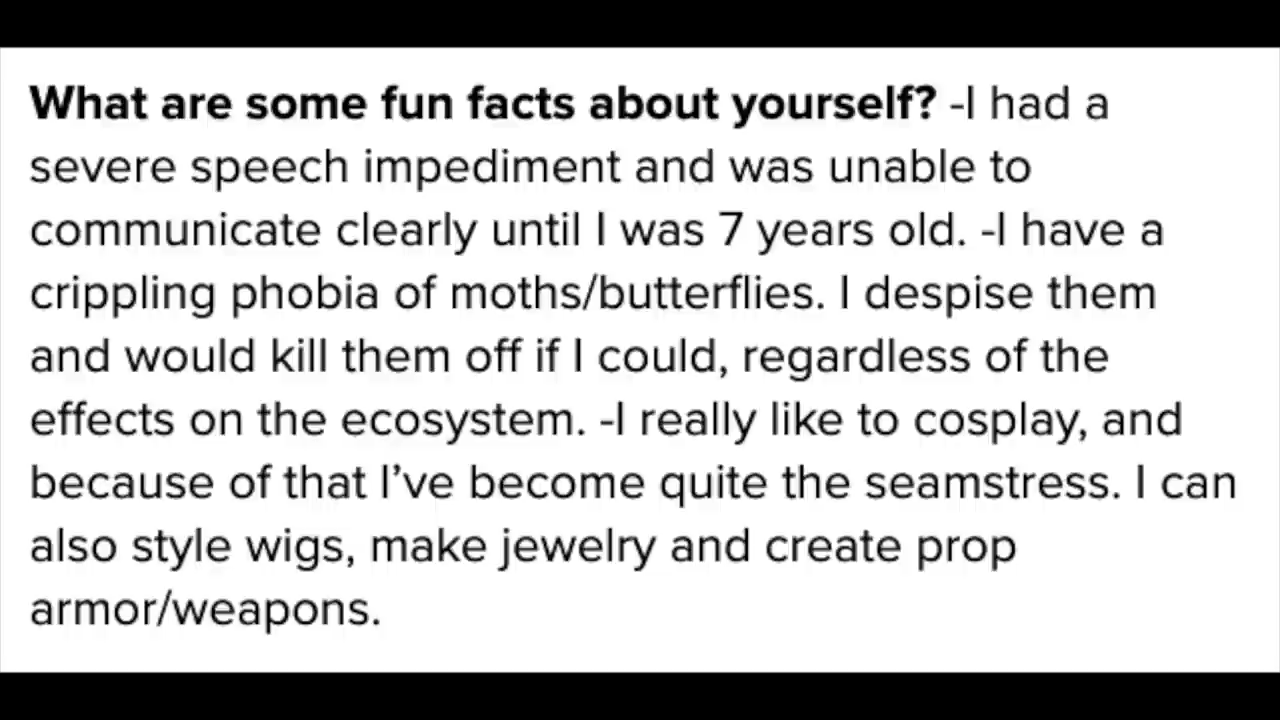 What are some fun facts about yourself? -I had a
severe speech impediment and was unable to
communicate clearly until I was 7 years old. -I have a
crippling phobia of moths/butterflies. I despise them
and would kill them off if I could, regardless of the
effects on the ecosystem. -I really like to cosplay, and
because of that I’ve become quite the seamstress. I can
also style wigs, make jewelry and create prop
armor/weapons.